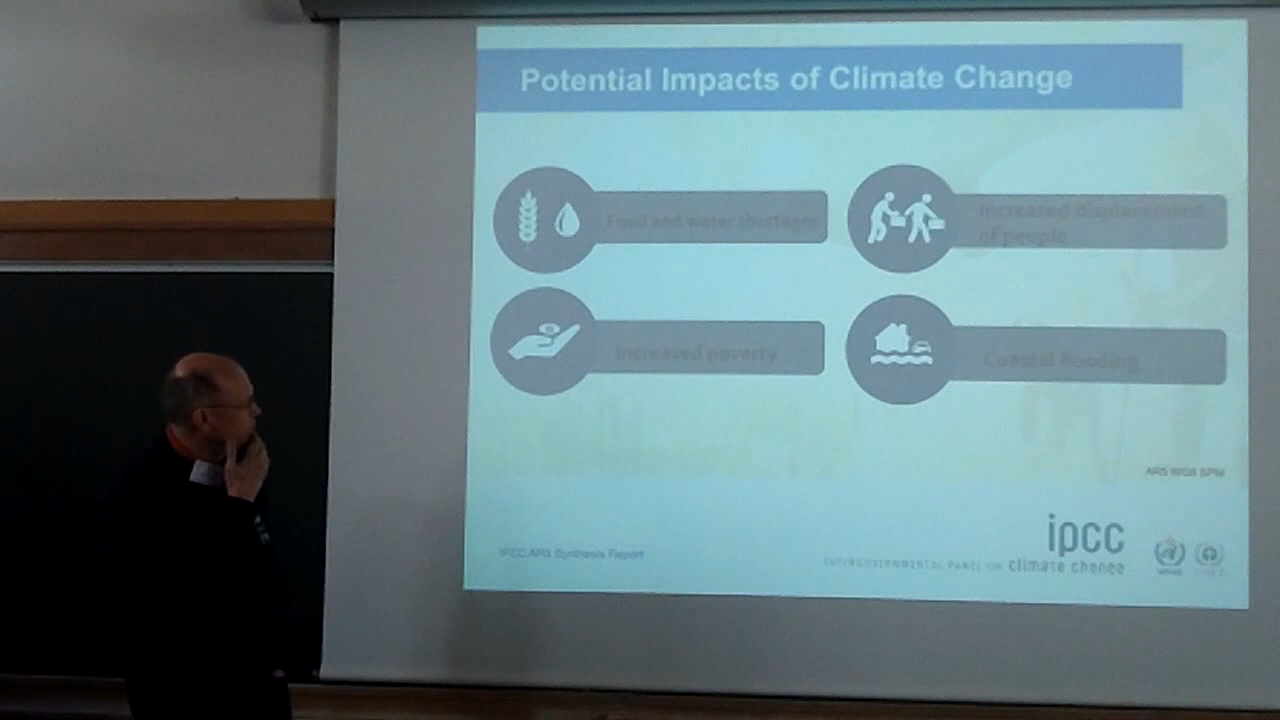 Potential Impacts of Climate Change
Food and water shortages
Increased displacement
of people
Increased poverty
Coastal flooding
AR5 WGII SPM
IPCC AR5 Synthesis Report
ipcc
INTERGOVERNMENTAL PANEL ON climate change